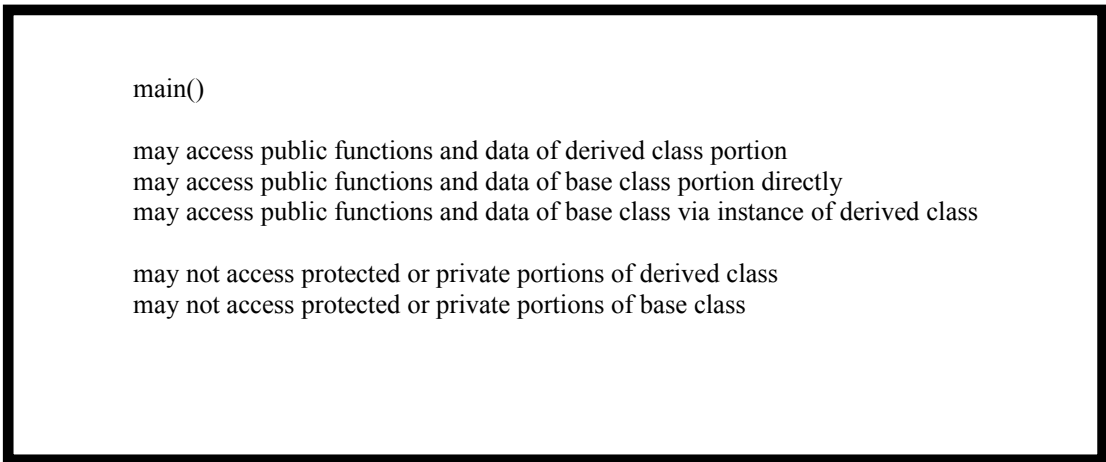 main()
may access public functions and data of derived class portion
may access public functions and data of base class portion directly
may access public functions and data of base class via instance of derived class
may not access protected or private portions of derived class
may not access protected or private portions of base class